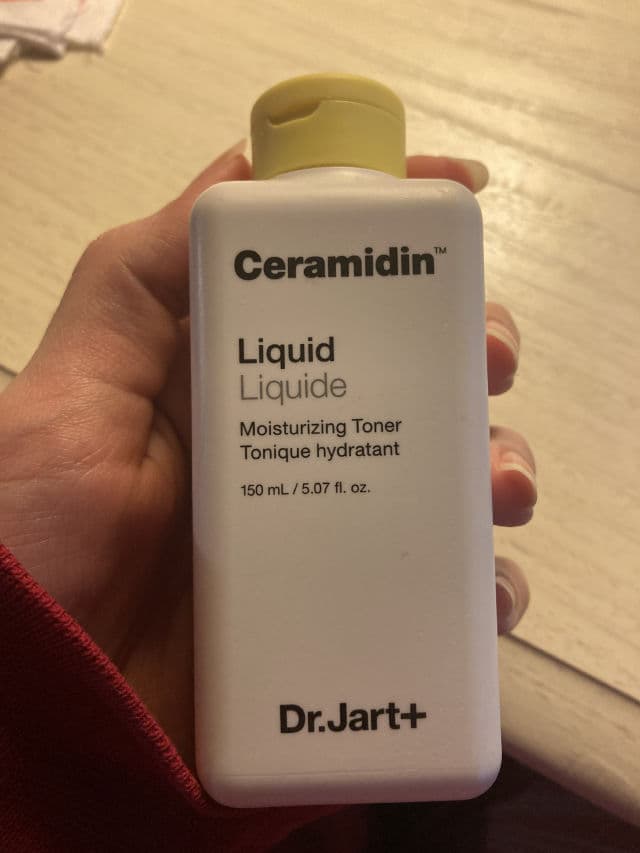 Ceramidin™
Liquid
Liquide
Moisturizing Toner
Tonique hydratant
150 mL / 5.07 fl. oz.
Dr.Jart+